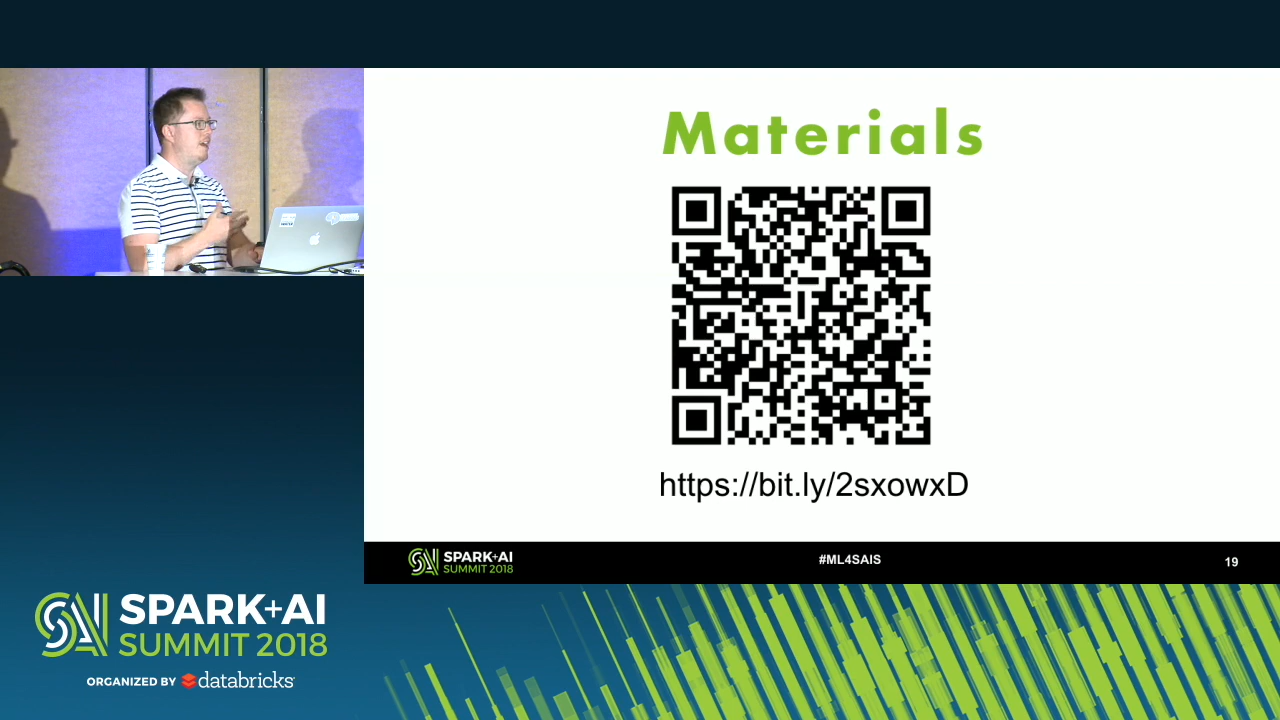 Materials
https://bit.ly/2sxowxD
SPARK+AI
SUMMIT 2018
#ML4SAIS
19
SPARK+AI
SUMMIT 2018
ORGANIZED BY databricks